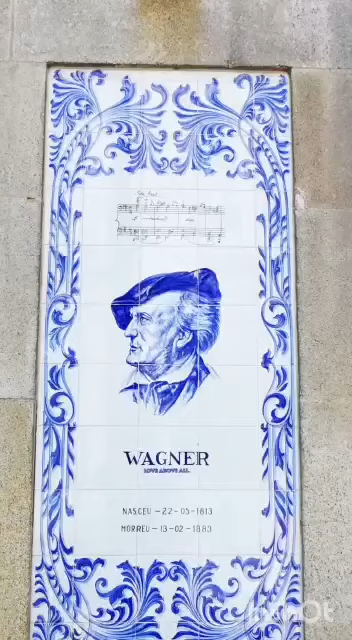 WAGNER
LOVE ABOVE ALL.
NASCEU – 22-05-1813
MORREU – 13-02-1883